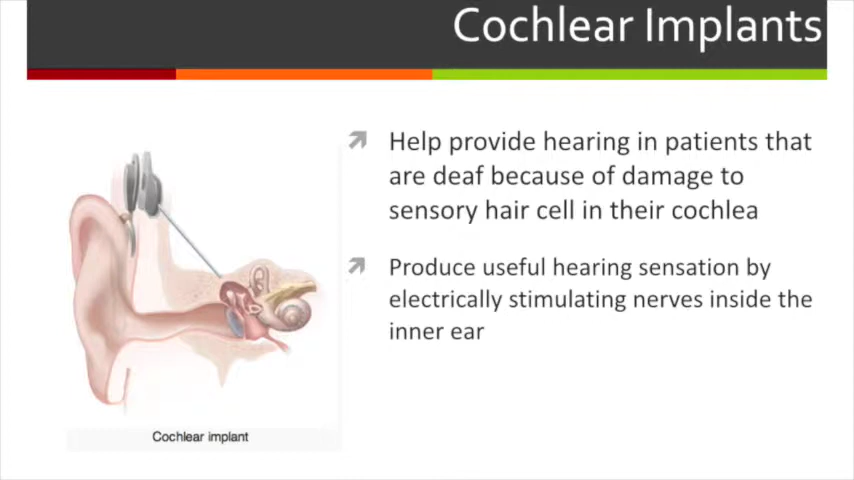 Cochlear Implants
Help provide hearing in patients that
are deaf because of damage to
sensory hair cell in their cochlea
Produce useful hearing sensation by
electrically stimulating nerves inside the
inner ear
Cochlear implant